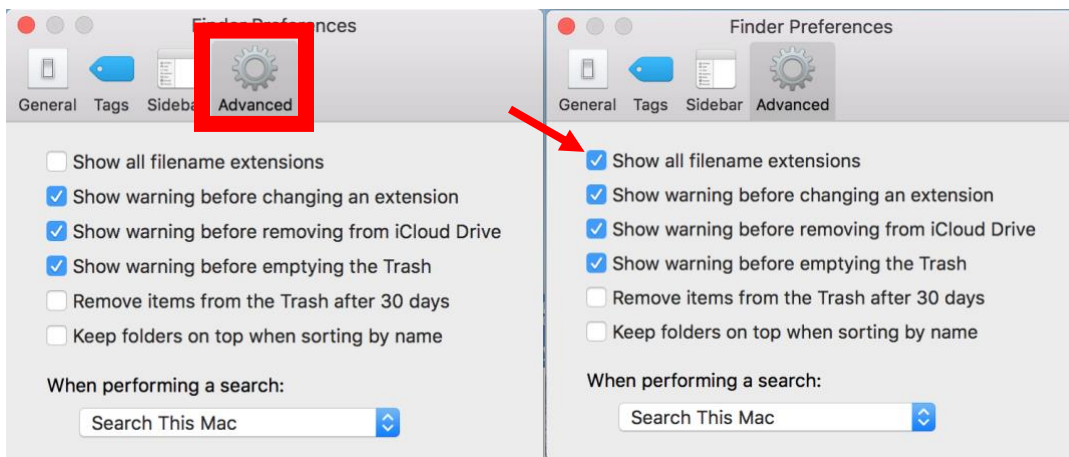 Finder Preferences
General Tags Sidebar Advanced
Show all filename extensions
Show warning before changing an extension
Show warning before removing from iCloud Drive
Show warning before emptying the Trash
Remove items from the Trash after 30 days
Keep folders on top when sorting by name
When performing a search:
Search This Mac
Finder Preferences
General Tags Sidebar Advanced
Show all filename extensions
Show warning before changing an extension
Show warning before removing from iCloud Drive
Show warning before emptying the Trash
Remove items from the Trash after 30 days
Keep folders on top when sorting by name
When performing a search:
Search This Mac